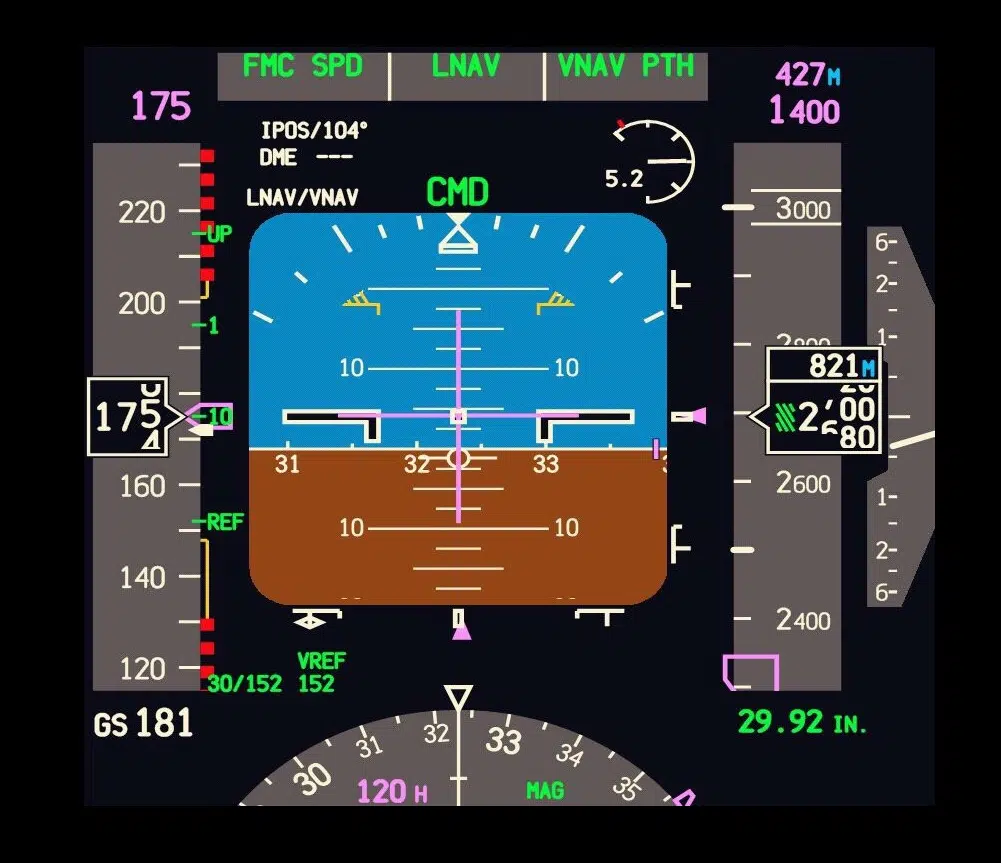 FMC SPD LNAV VNAV PTH
427M
175
1400
IPOS/104°
DME ---
5.2
LNAV/VNAV
CMD
220
3000
UP
6-
200
2-
1
1-
10 10
821M
175
10
2700
80
31 32 33
160
2600
1-
REF
10 10
2-
140
6-
2400
VREF
120
30/152 152
GS 181
29.92 IN.
30 31 32 33 34 35
120 H
MAG